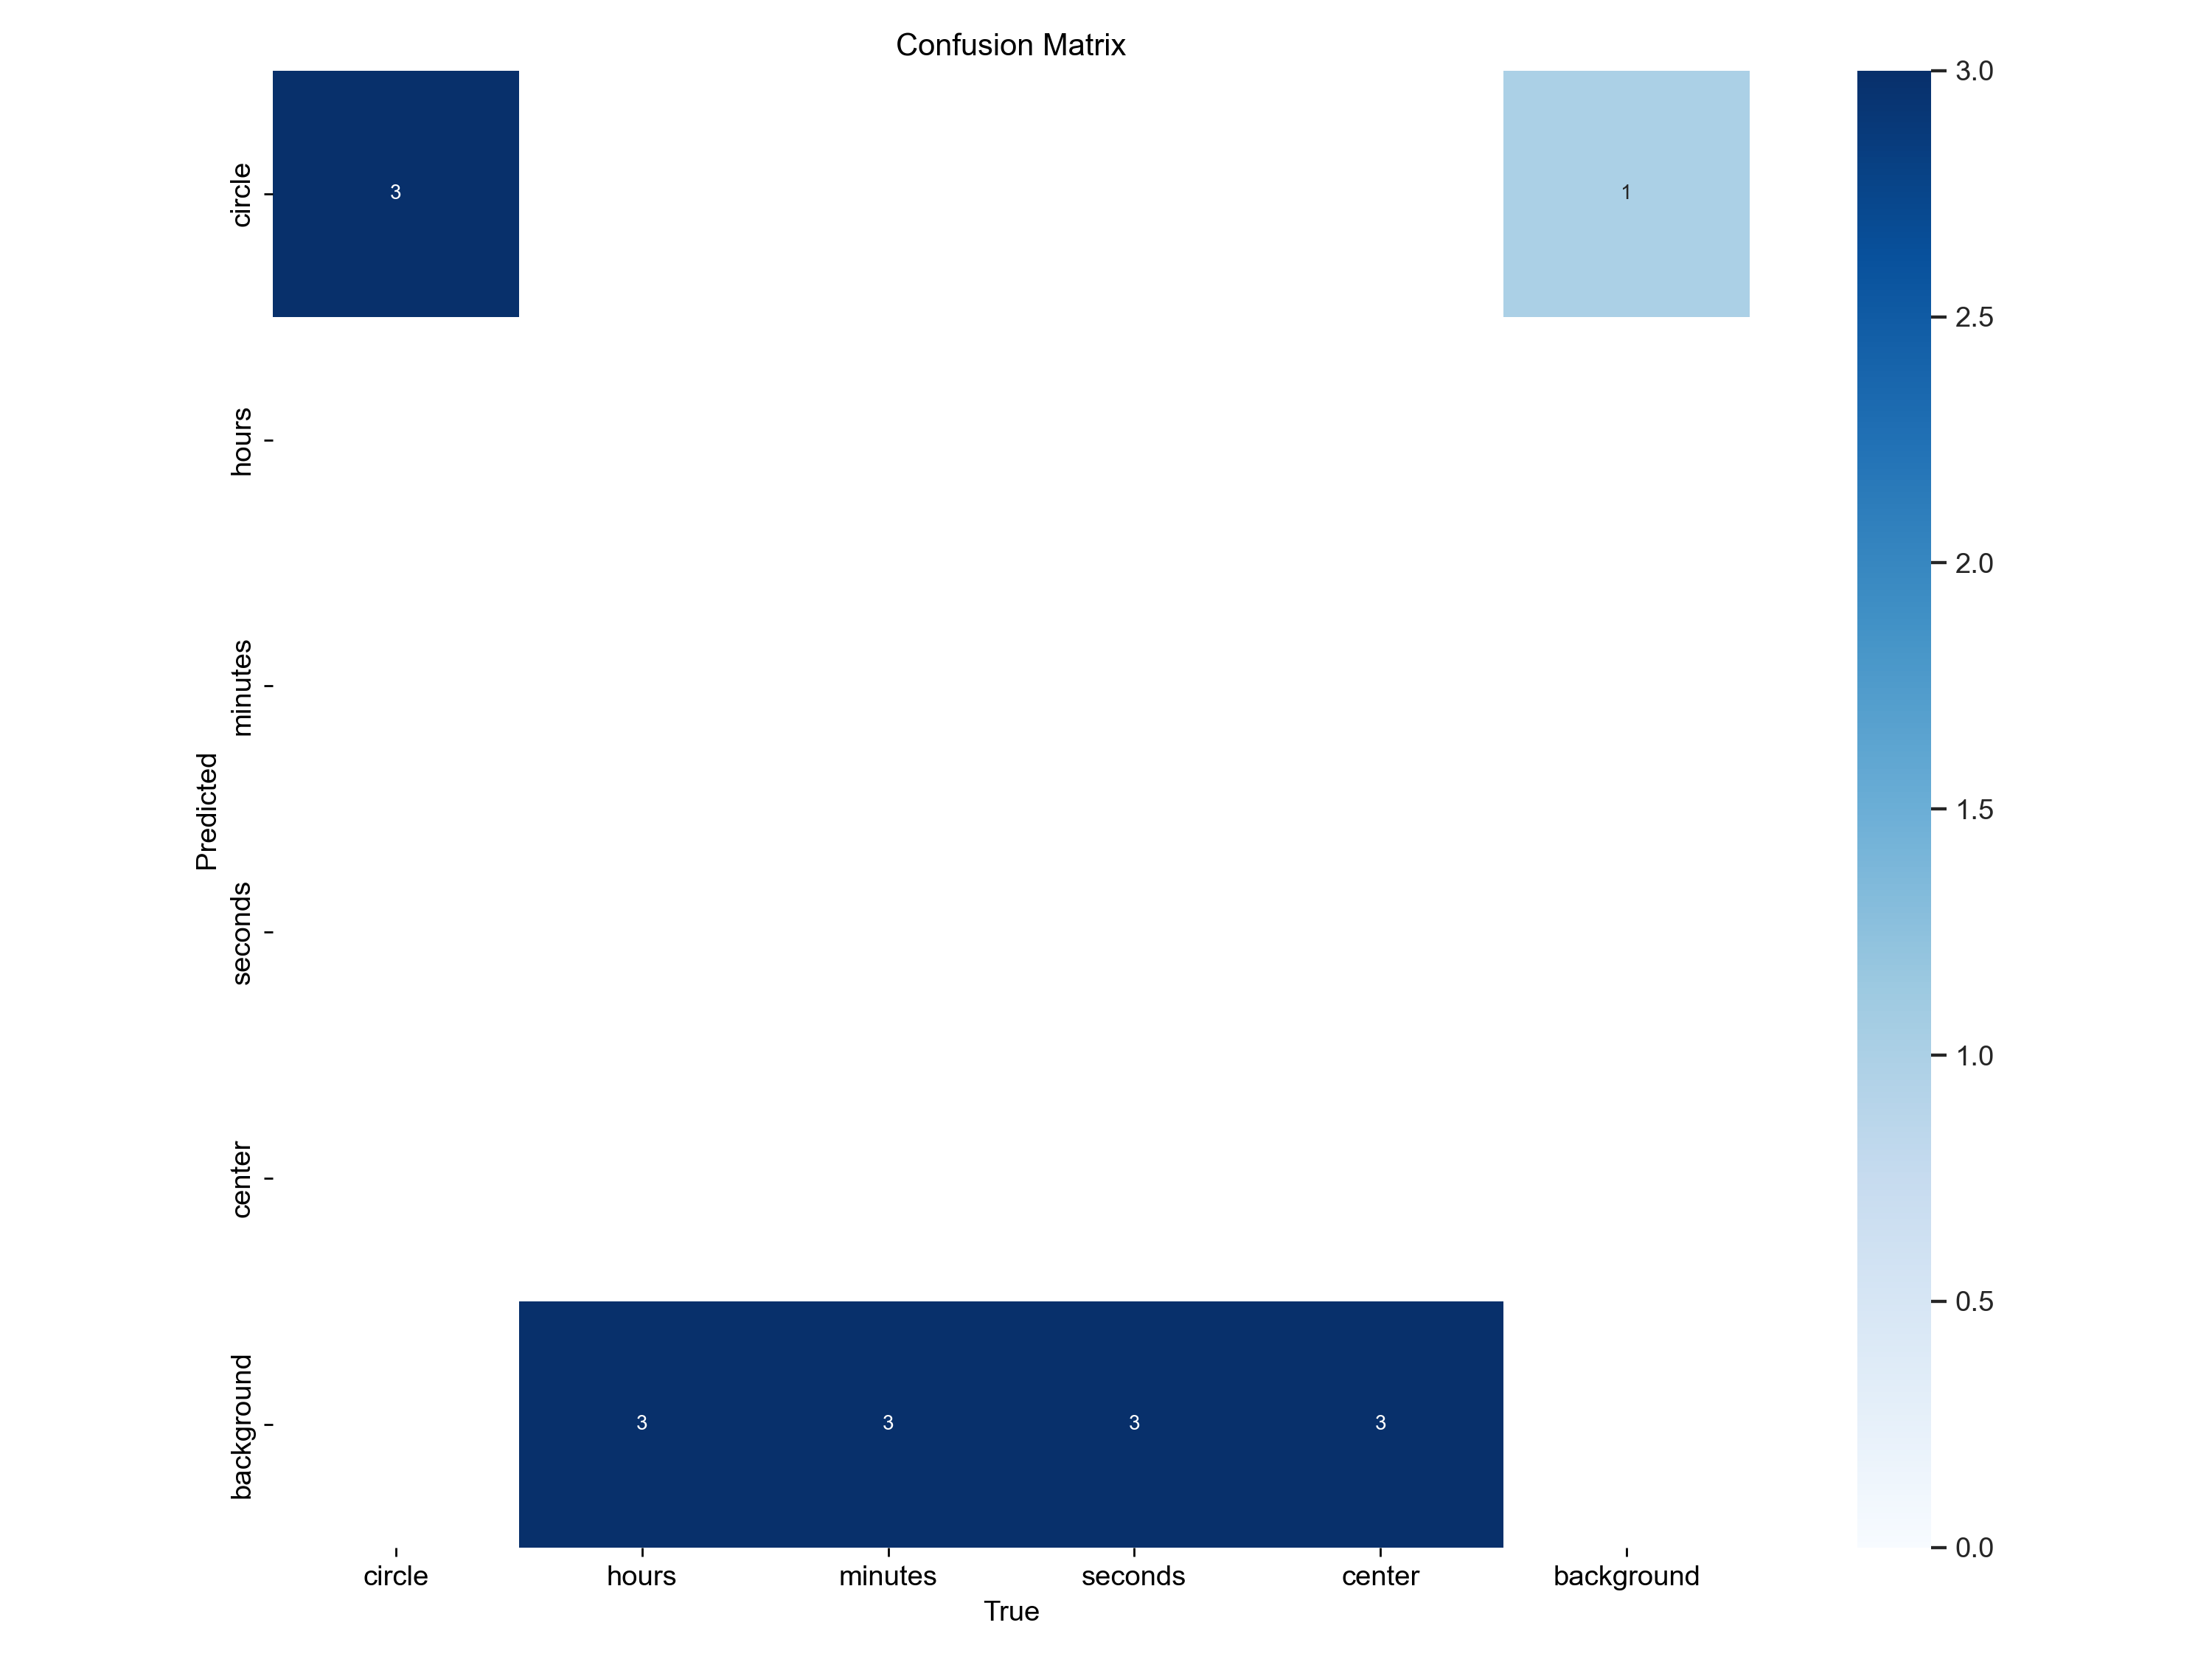 Confusion Matrix
circle
3
1
hours
minutes
seconds
center
background
3 3 3 3
Predicted
circle hours minutes seconds center background
True
3.0
2.5
2.0
1.5
1.0
0.5
0.0